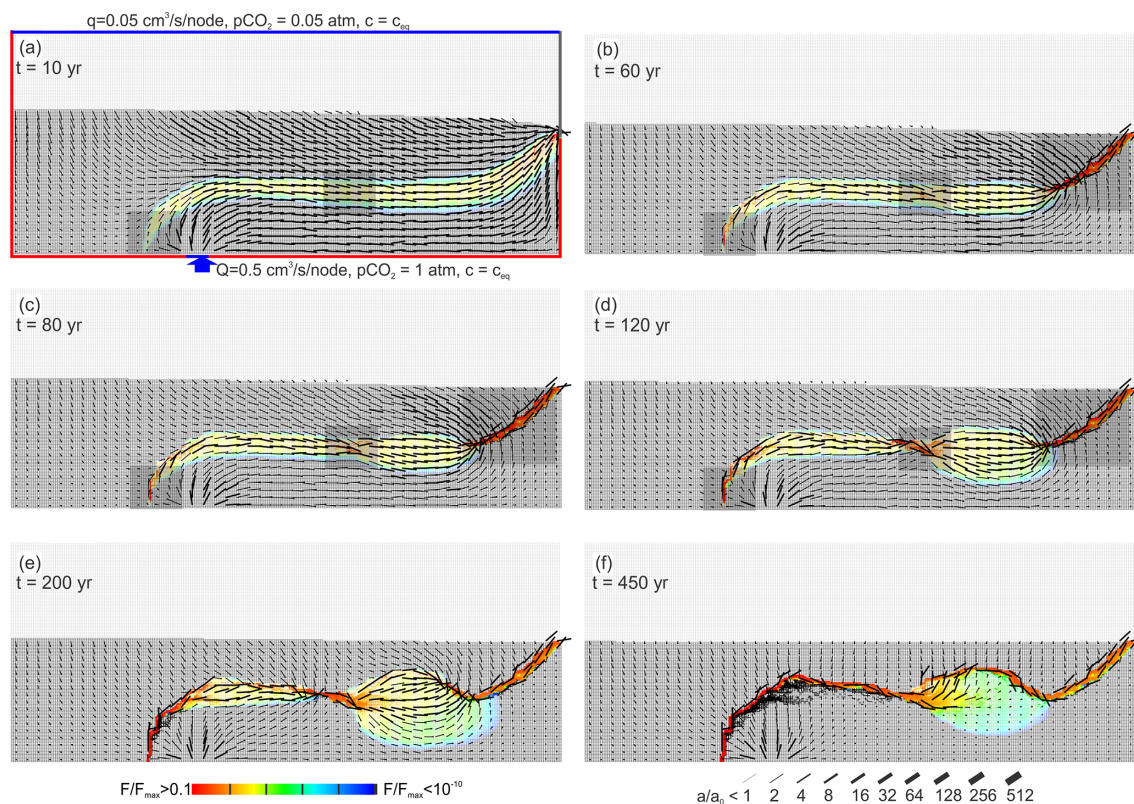 q=0.05 cm³/s/node, pCO₂ = 0.05 atm, c = c_eq
(a)
t = 10 yr
(b)
t = 60 yr
Q=0.5 cm³/s/node, pCO₂ = 1 atm, c = c_eq
(c)
t = 80 yr
(d)
t = 120 yr
(e)
t = 200 yr
(f)
t = 450 yr
F/F_max>0.1 F/F_max<10⁻¹⁰
a/a₀ < 1 2 4 8 16 32 64 128 256 512